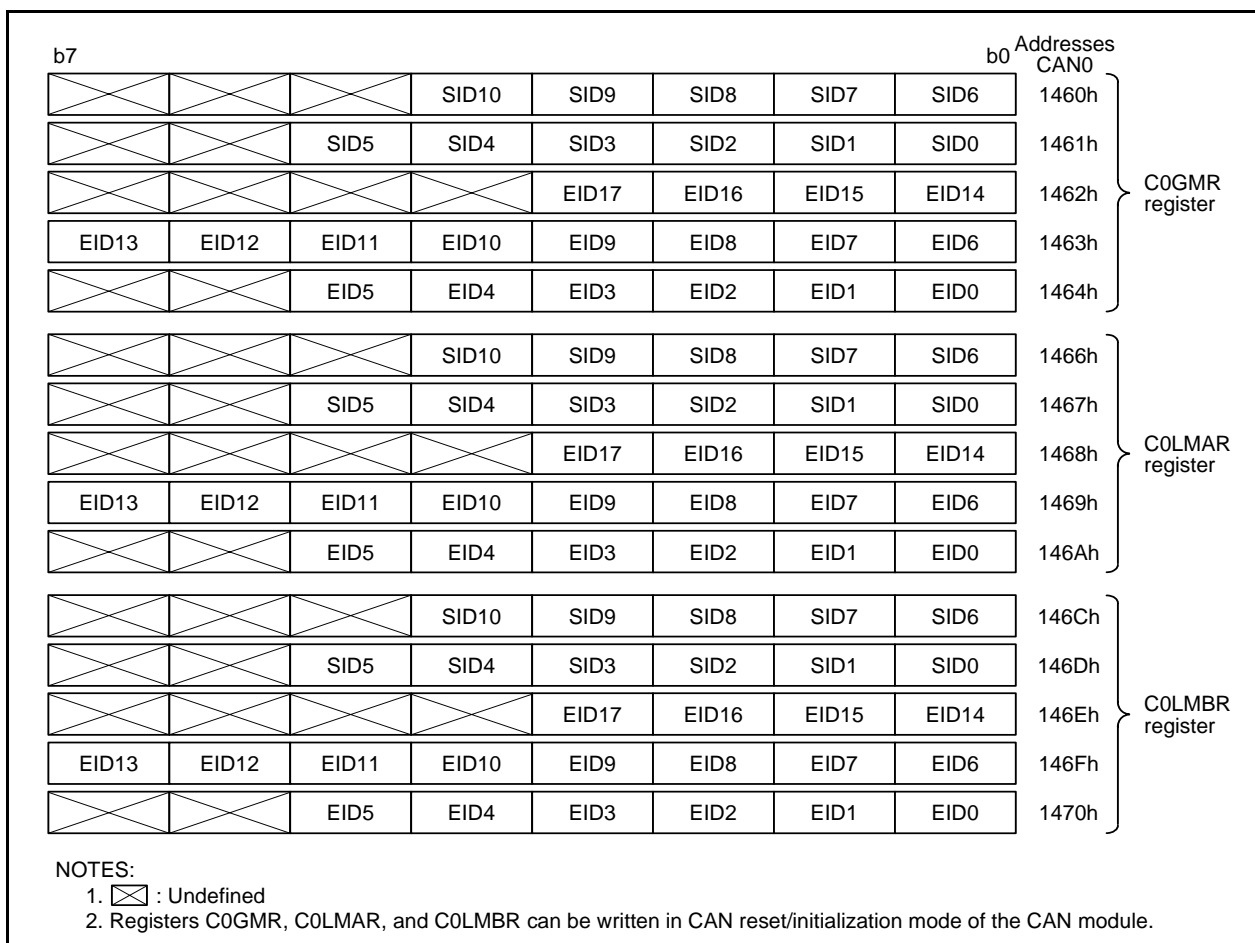 b7 b0 Addresses
CAN0
SID10 SID9 SID8 SID7 SID6 1460h
SID5 SID4 SID3 SID2 SID1 SID0 1461h
EID17 EID16 EID15 EID14 1462h
C0GMR
register
EID13 EID12 EID11 EID10 EID9 EID8 EID7 EID6 1463h
EID5 EID4 EID3 EID2 EID1 EID0 1464h
SID10 SID9 SID8 SID7 SID6 1466h
SID5 SID4 SID3 SID2 SID1 SID0 1467h
EID17 EID16 EID15 EID14 1468h
C0LMAR
register
EID13 EID12 EID11 EID10 EID9 EID8 EID7 EID6 1469h
EID5 EID4 EID3 EID2 EID1 EID0 146Ah
SID10 SID9 SID8 SID7 SID6 146Ch
SID5 SID4 SID3 SID2 SID1 SID0 146Dh
EID17 EID16 EID15 EID14 146Eh
C0LMBR
register
EID13 EID12 EID11 EID10 EID9 EID8 EID7 EID6 146Fh
EID5 EID4 EID3 EID2 EID1 EID0 1470h
NOTES:
1. : Undefined
2. Registers C0GMR, C0LMAR, and C0LMBR can be written in CAN reset/initialization mode of the CAN module.